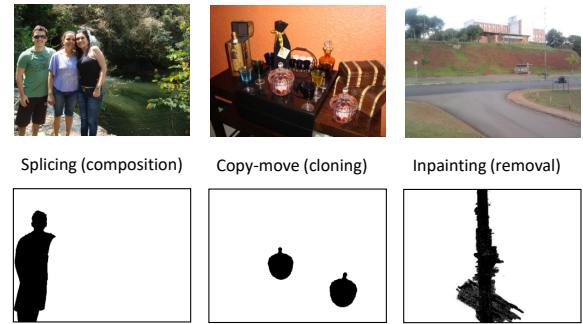 Splicing (composition)
Copy-move (cloning)
Inpainting (removal)